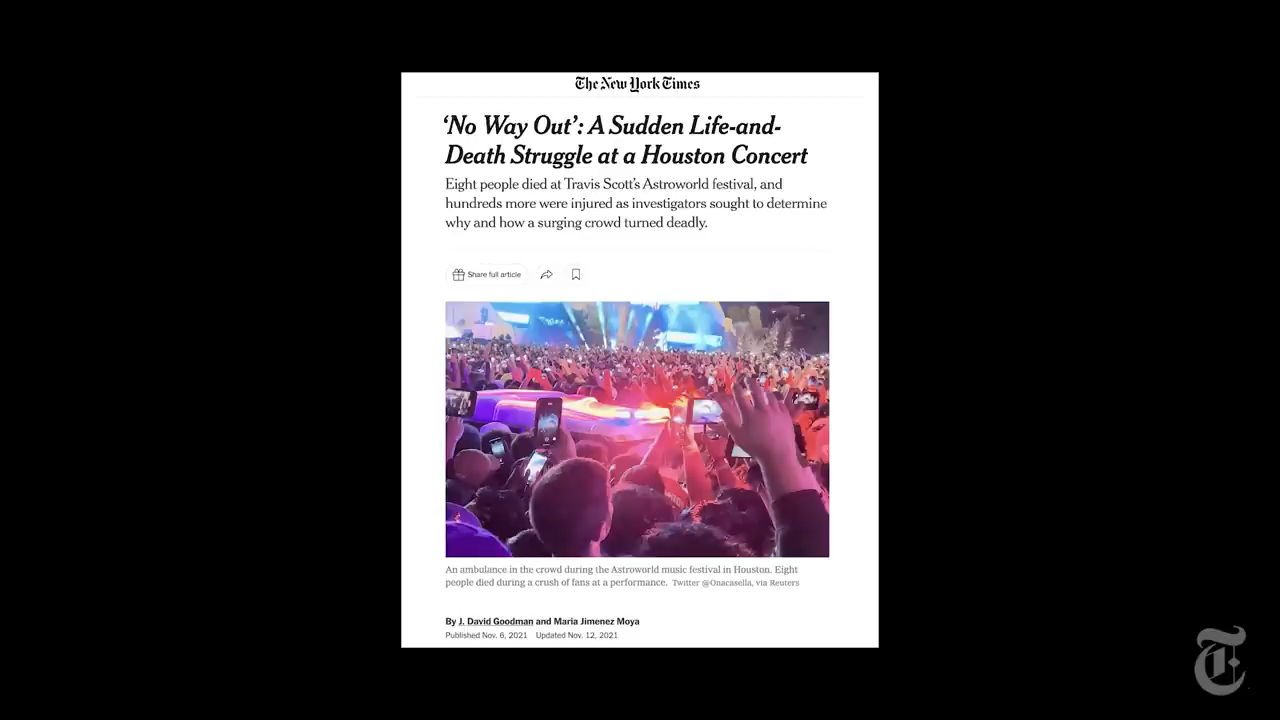 The New York Times
‘No Way Out’: A Sudden Life-and-
Death Struggle at a Houston Concert
Eight people died at Travis Scott’s Astroworld festival, and
hundreds more were injured as investigators sought to determine
why and how a surging crowd turned deadly.
Share full article
An ambulance in the crowd during the Astroworld music festival in Houston. Eight
people died during a crush of fans at a performance. Twitter @Onacasella, via Reuters
By J. David Goodman and Maria Jimenez Moya
Published Nov. 6, 2021 Updated Nov. 12, 2021
T